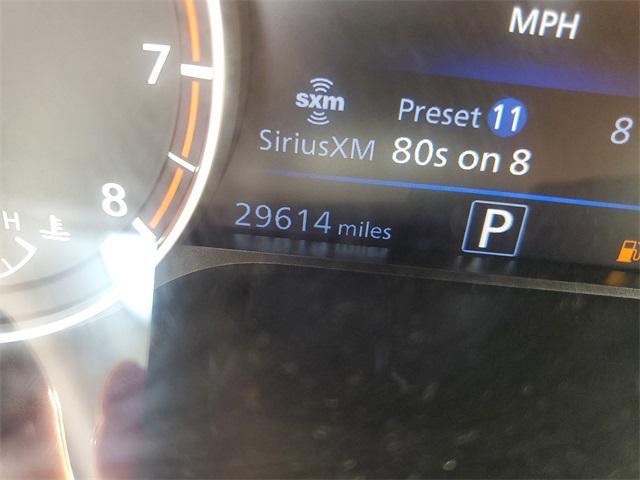 MPH
7
sxm
Preset 11
SiriusXM
80s on 8
8
8
H
29614 miles
P